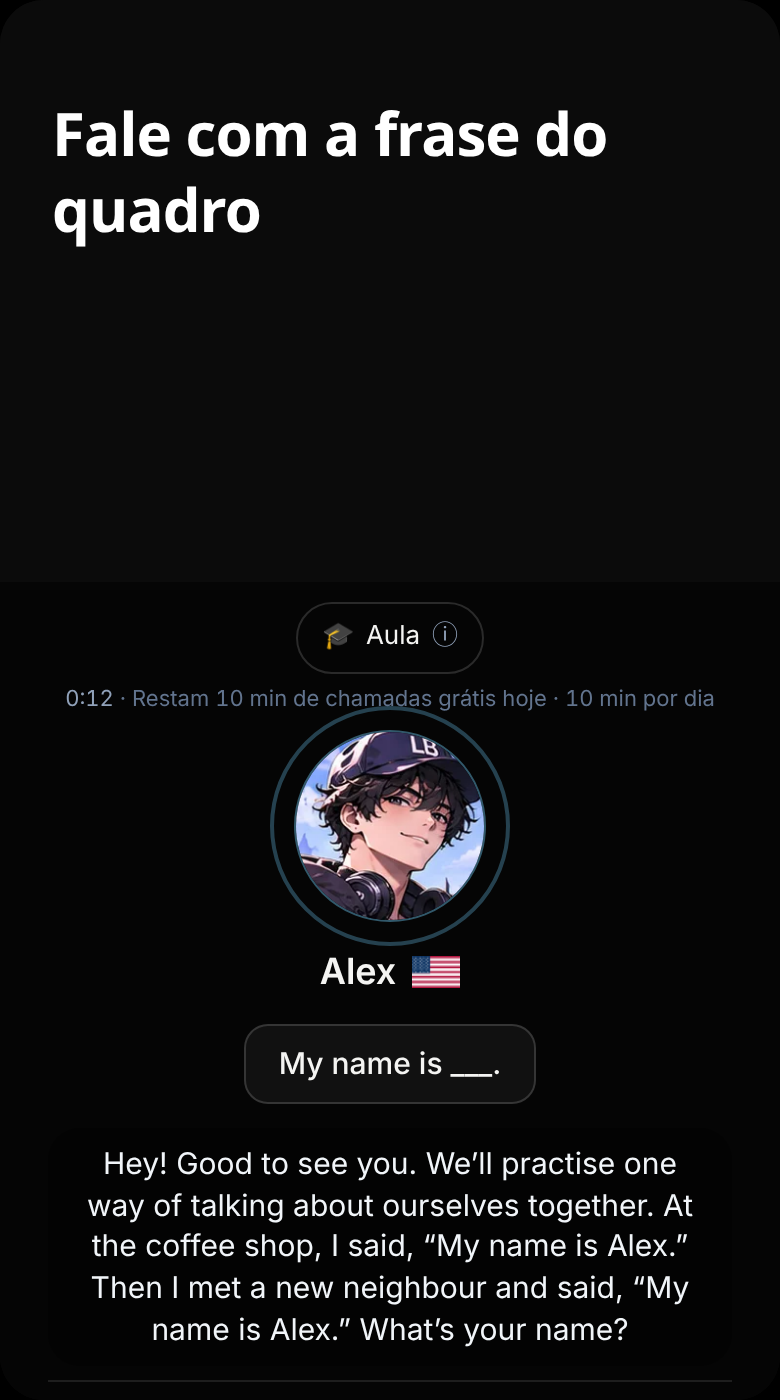 Fale com a frase do
quadro
🎓 Aula ⓘ
0:12 · Restam 10 min de chamadas grátis hoje · 10 min por dia
LB
Alex 🇺🇸
My name is ___.
Hey! Good to see you. We’ll practise one
way of talking about ourselves together. At
the coffee shop, I said, “My name is Alex.”
Then I met a new neighbour and said, “My
name is Alex.” What’s your name?